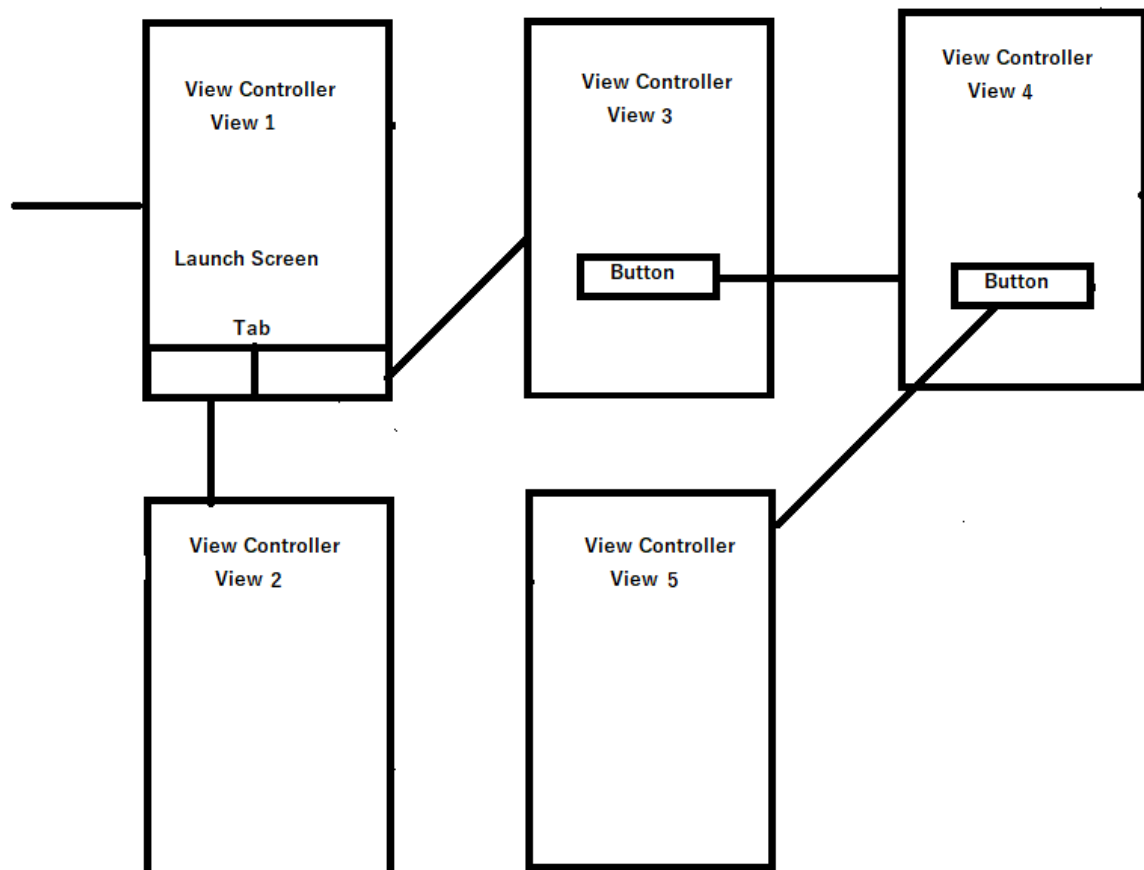 View Controller
View 1
Launch Screen
Tab
View Controller
View 3
Button
View Controller
View 4
Button
View Controller
View 2
View Controller
View 5